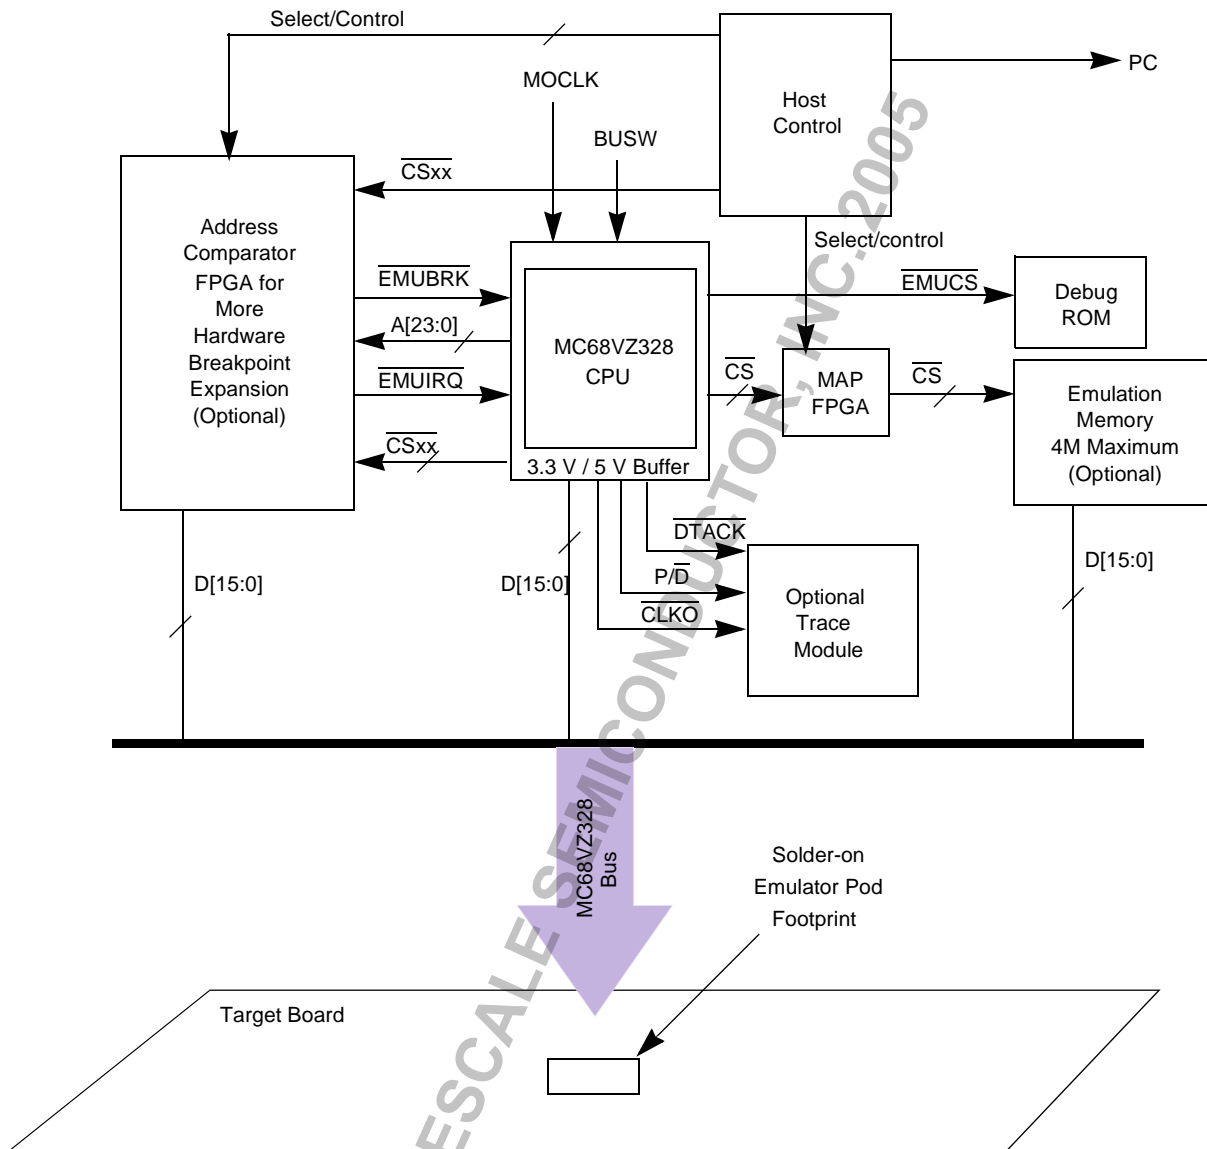 Select/Control
PC
MOCLK
Host
Control
BUSW
CSxx
Address
Comparator
FPGA for
More
Hardware
Breakpoint
Expansion
(Optional)
Select/control
EMUBRK
A[23:0]
EMUIRQ
CSxx
MC68VZ328
CPU
3.3 V / 5 V Buffer
EMUCS
Debug
ROM
CS
MAP
FPGA
CS
Emulation
Memory
4M Maximum
(Optional)
DTACK
P/D
CLKO
Optional
Trace
Module
D[15:0]
D[15:0]
D[15:0]
MC68VZ328
Bus
Solder-on
Emulator Pod
Footprint
Target Board
ESCALE SEMICONDUCTOR, INC. 2005